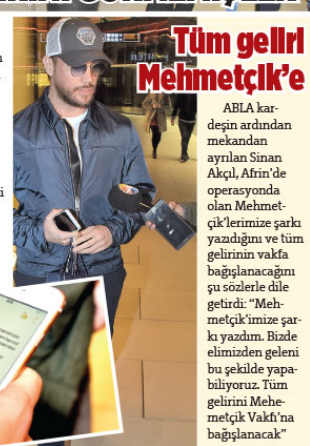 Tüm geliri
Mehmetçik'e
ABLA kar-
deşin ardından
mekandan
ayrılan Sinan
Akçıl, Afrin'de
operasyonda
olan Mehmet-
çik'lerimize şarkı
yazdığını ve tüm
gelirinin vakfa
bağışlanacağını
şu sözlerle dile
getirdi: “Meh-
metçik'imize şar-
kı yazdım. Bizde
elimizden geleni
bu şekilde yapa-
biliyoruz. Tüm
gelirini Mehe-
metçik Vakfı'na
bağışlanacak”